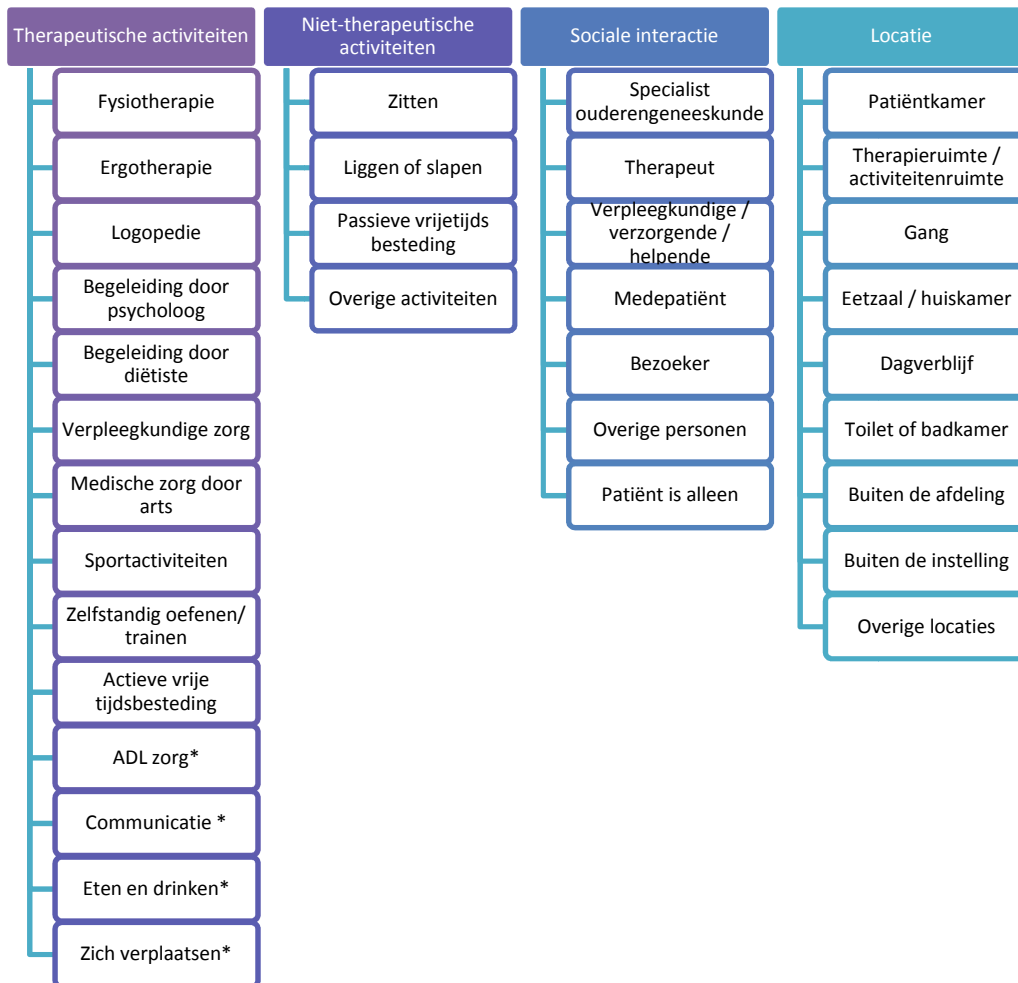 Therapeutische activiteiten
Fysiotherapie
Ergotherapie
Logopedie
Begeleiding door
psycholoog
Begeleiding door
diëtiste
Verpleegkundige zorg
Medische zorg door
arts
Sportactiviteiten
Zelfstandig oefenen/
trainen
Actieve vrije
tijdsbesteding
ADL zorg*
Communicatie *
Eten en drinken*
Zich verplaatsen*
Niet-therapeutische
activiteiten
Zitten
Liggen of slapen
Passieve vrijetijds
besteding
Overige activiteiten
Sociale interactie
Specialist
ouderengeneeskunde
Therapeut
Verpleegkundige /
verzorgende /
helpende
Medepatiënt
Bezoeker
Overige personen
Patiënt is alleen
Locatie
Patiëntkamer
Therapieruimte /
activiteitenruimte
Gang
Eetzaal / huiskamer
Dagverblijf
Toilet of badkamer
Buiten de afdeling
Buiten de instelling
Overige locaties